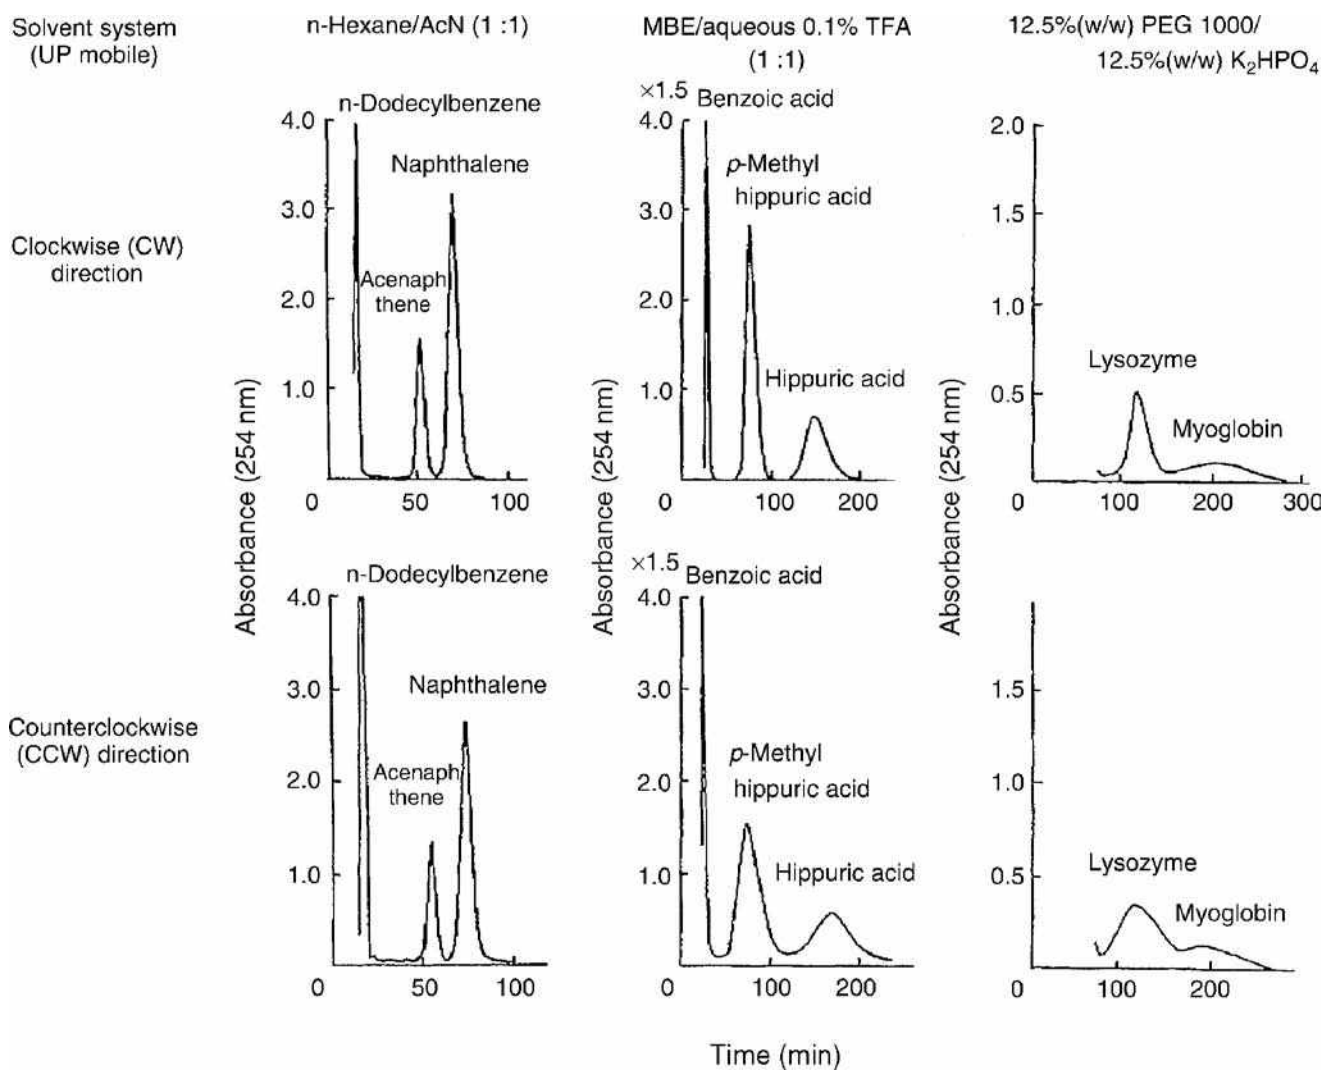 Solvent system
(UP mobile)
n-Hexane/AcN (1 :1)
MBE/aqueous 0.1% TFA
(1 :1)
12.5%(w/w) PEG 1000/
12.5%(w/w) K₂HPO₄
Clockwise (CW)
direction
Absorbance (254 nm)
4.0
3.0
2.0
1.0
0
50
100
n-Dodecylbenzene
Naphthalene
Acenaph
thene
Absorbance (254 nm)
×1.5
4.0
3.0
2.0
1.0
0
100
200
Benzoic acid
p-Methyl
hippuric acid
Hippuric acid
Absorbance (254 nm)
2.0
1.5
1.0
0.5
0
100
200
300
Lysozyme
Myoglobin
Counterclockwise
(CCW) direction
4.0
3.0
2.0
1.0
0
50
100
n-Dodecylbenzene
Naphthalene
Acenaph
thene
×1.5
4.0
3.0
2.0
1.0
0
100
200
Benzoic acid
p-Methyl
hippuric acid
Hippuric acid
1.5
1.0
0.5
0
100
200
Lysozyme
Myoglobin
Time (min)